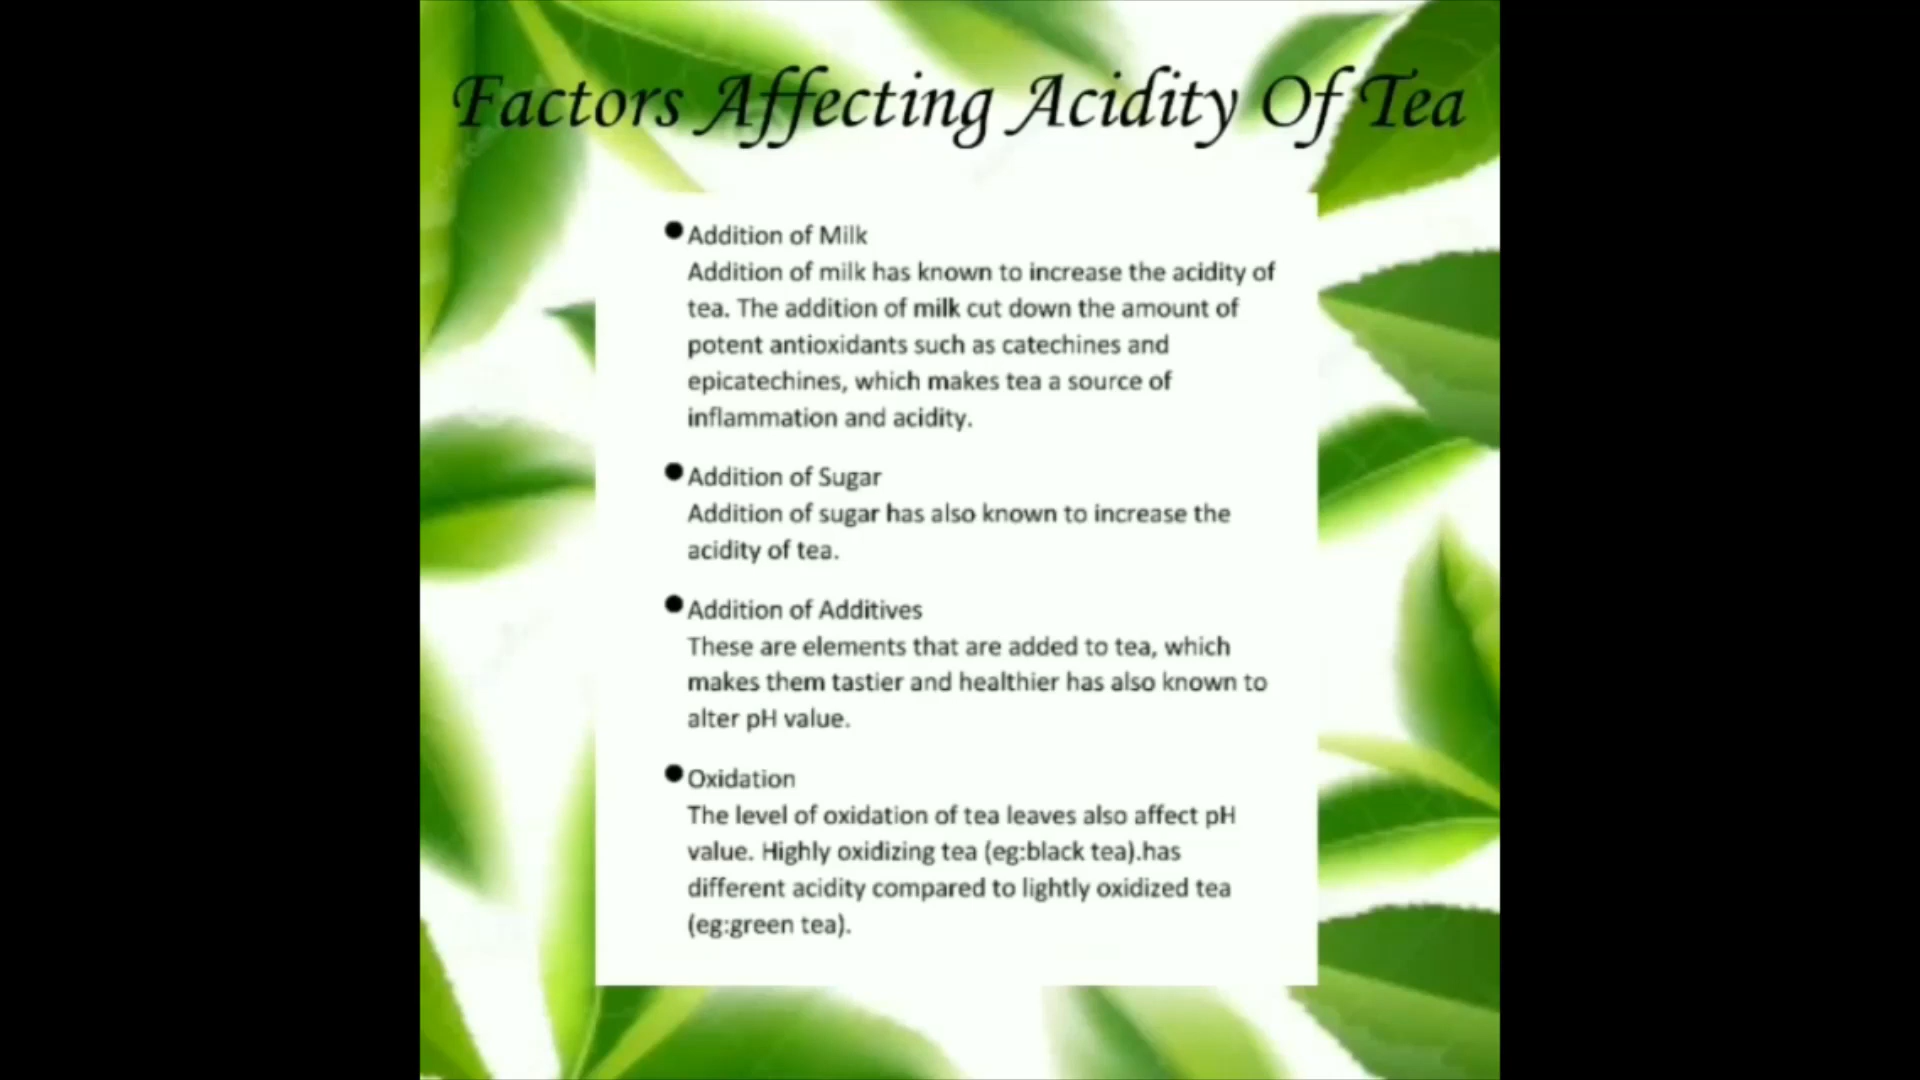 Factors Affecting Acidity Of Tea
●Addition of Milk
Addition of milk has known to increase the acidity of
tea. The addition of milk cut down the amount of
potent antioxidants such as catechines and
epicatechines, which makes tea a source of
inflammation and acidity.
●Addition of Sugar
Addition of sugar has also known to increase the
acidity of tea.
●Addition of Additives
These are elements that are added to tea, which
makes them tastier and healthier has also known to
alter pH value.
●Oxidation
The level of oxidation of tea leaves also affect pH
value. Highly oxidizing tea (eg:black tea).has
different acidity compared to lightly oxidized tea
(eg:green tea).